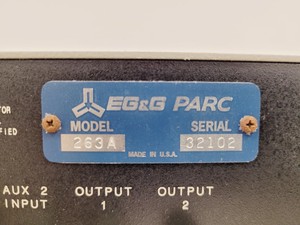 EG&G PARC
MODEL SERIAL
263A 32102
MADE IN U.S.A.
AUX 2 OUTPUT OUTPUT
INPUT 1 2